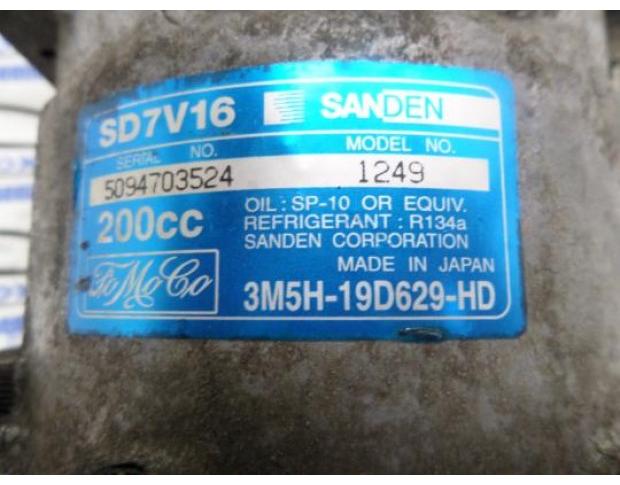 SD7V16 SANDEN
SERIAL NO. MODEL NO.
5094703524 1249
200cc
OIL : SP-10 OR EQUIV.
REFRIGERANT : R134a
SANDEN CORPORATION
MADE IN JAPAN
FoMoCo 3M5H-19D629-HD